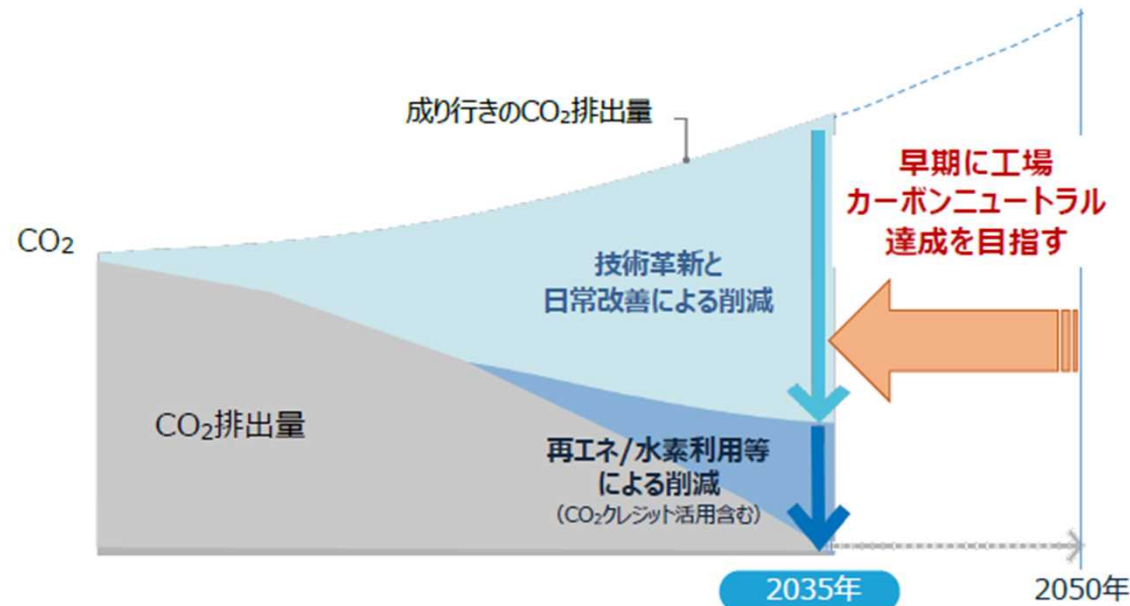 成り行きのCO₂排出量
早期に工場
カーボンニュートラル
達成を目指す
CO₂
技術革新と
日常改善による削減
CO₂排出量
再エネ/水素利用等
による削減
(CO₂クレジット活用含む)
2035年
2050年